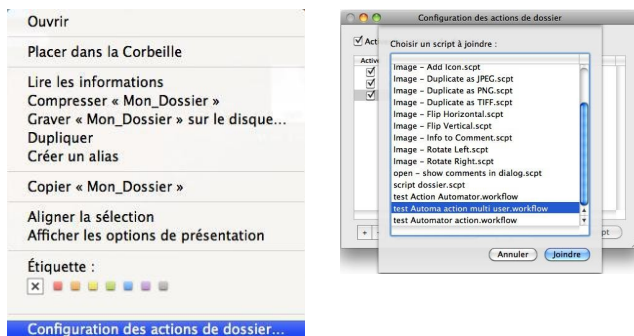 Ouvrir
Placer dans la Corbeille
Lire les informations
Compresser « Mon_Dossier »
Graver « Mon_Dossier » sur le disque...
Dupliquer
Créer un alias
Copier « Mon_Dossier »
Aligner la sélection
Afficher les options de présentation
Étiquette :
Configuration des actions de dossier...
Configuration des actions de dossier
Choisir un script à joindre :
Image - Add Icon.scpt
Image - Duplicate as JPEG.scpt
Image - Duplicate as PNG.scpt
Image - Duplicate as TIFF.scpt
Image - Flip Horizontal.scpt
Image - Flip Vertical.scpt
Image - Info to Comment.scpt
Image - Rotate Left.scpt
Image - Rotate Right.scpt
open - show comments in dialog.scpt
script dossier.scpt
test Action Automator.workflow
test Automa action multi user.workflow
test Automator action.workflow
Annuler Joindre